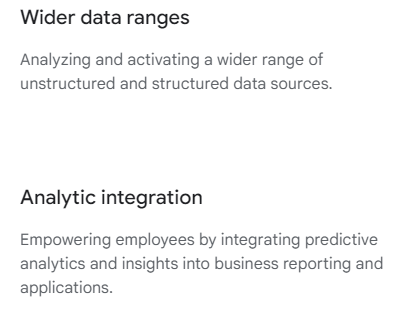 Wider data ranges
Analyzing and activating a wider range of
unstructured and structured data sources.
Analytic integration
Empowering employees by integrating predictive
analytics and insights into business reporting and
applications.